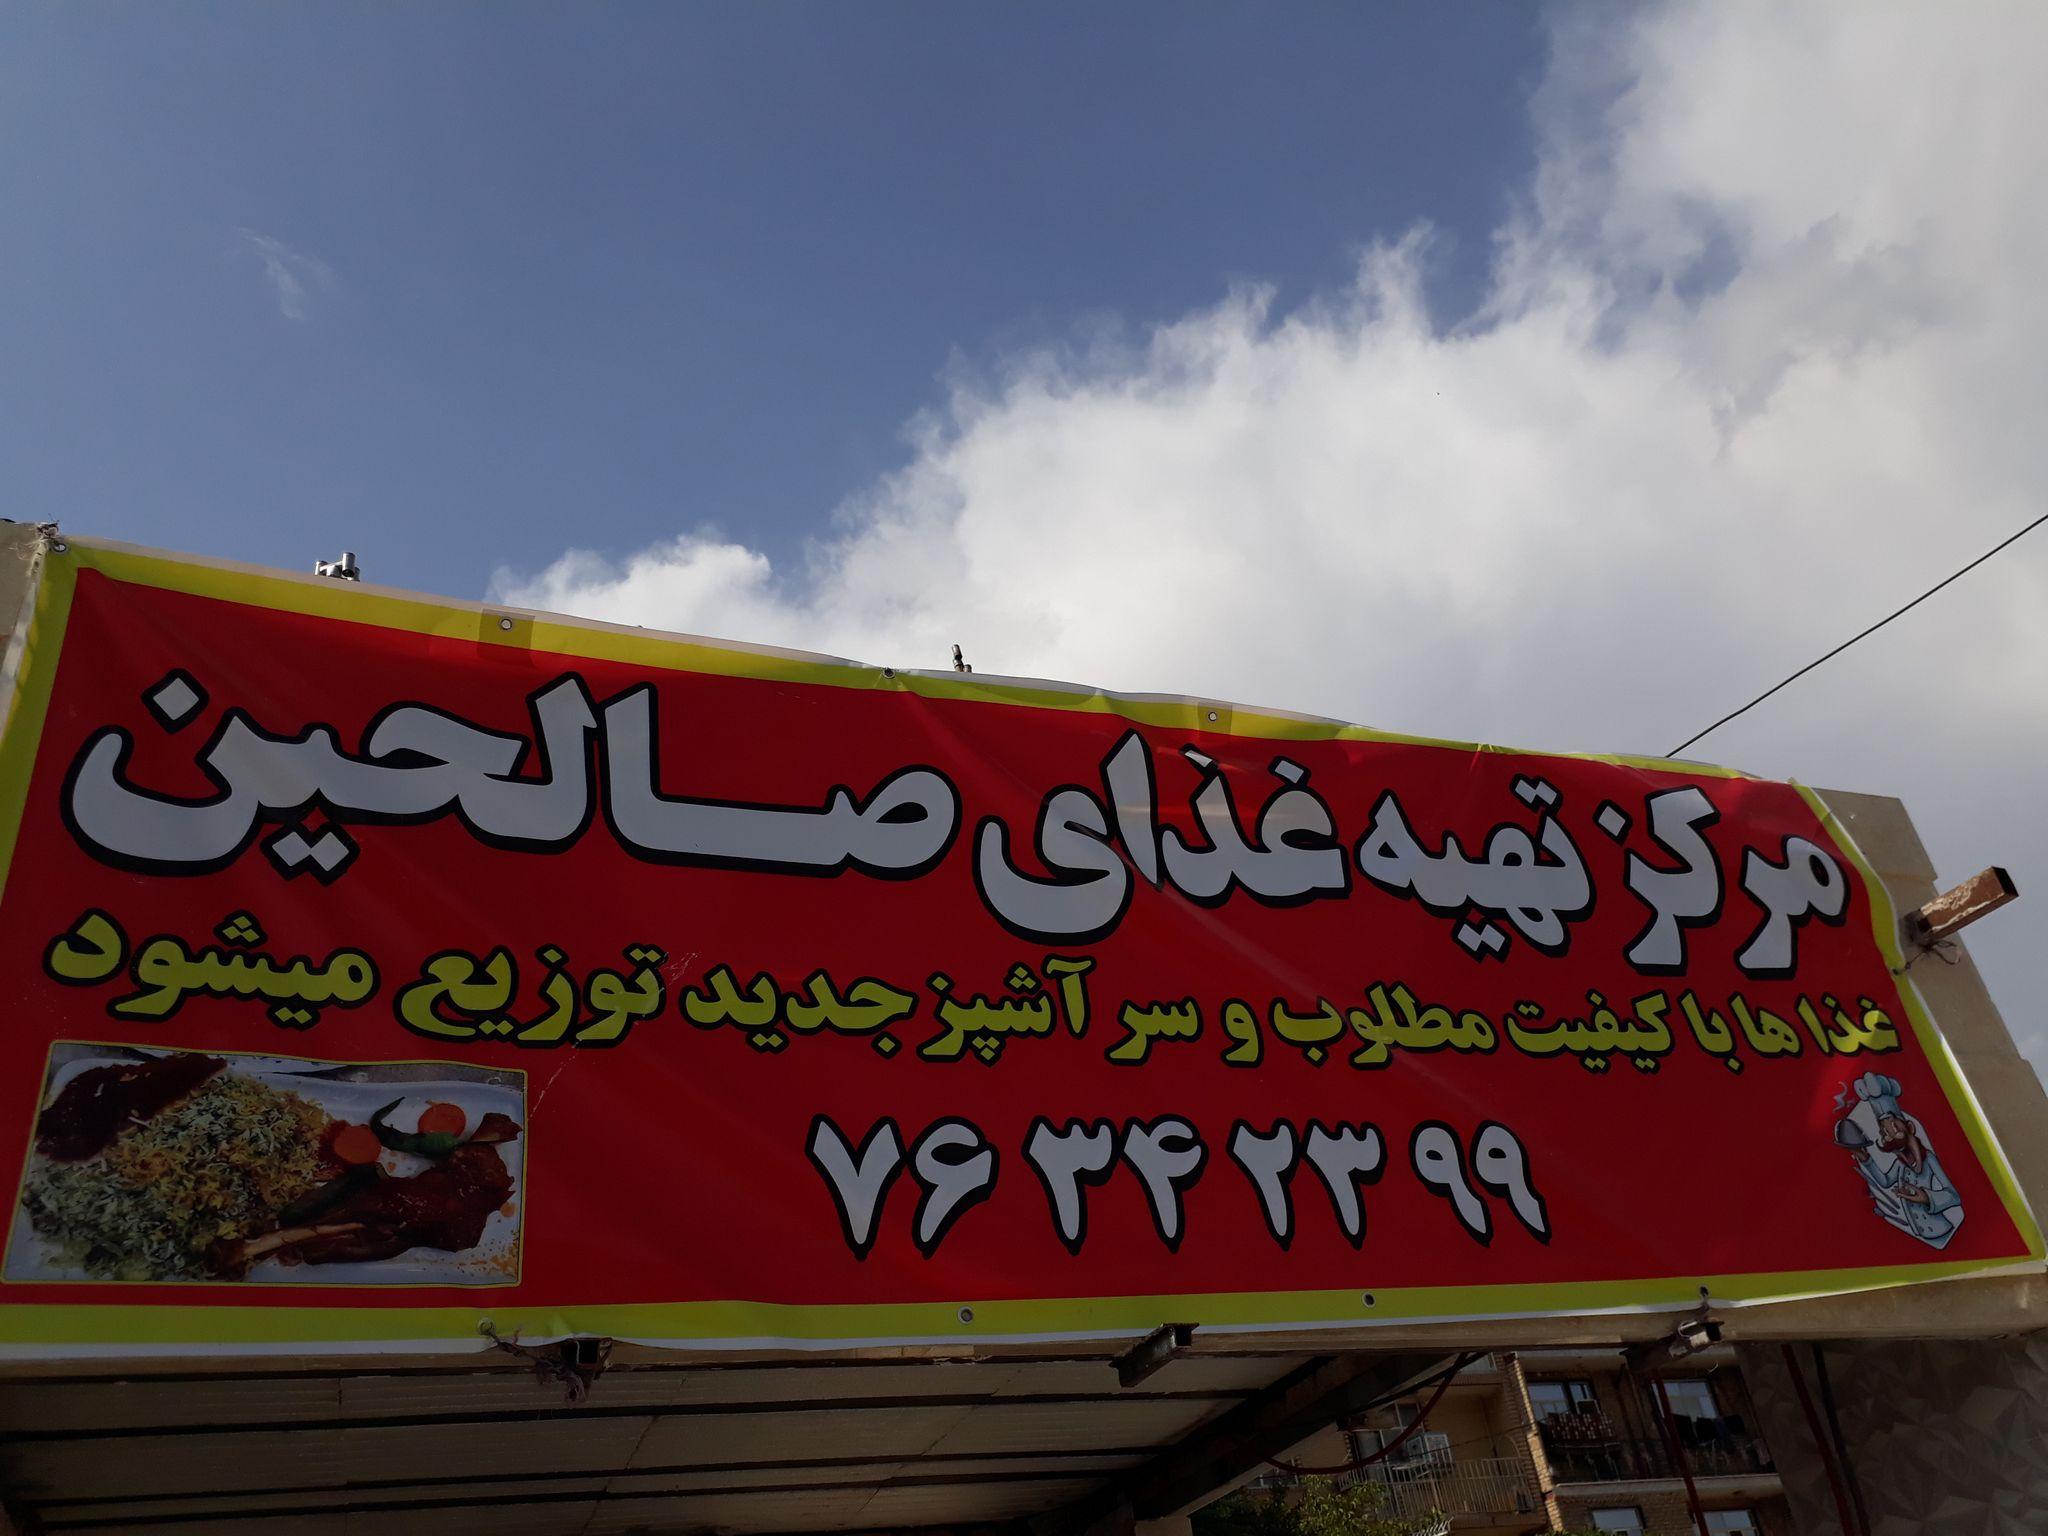 مرکز تهیه غذای صالحین
غذا ها با کیفیت مطلوب و سر آشپز جدید توزیع میشود
۷۶ ۳۴ ۲۳ ۹۹